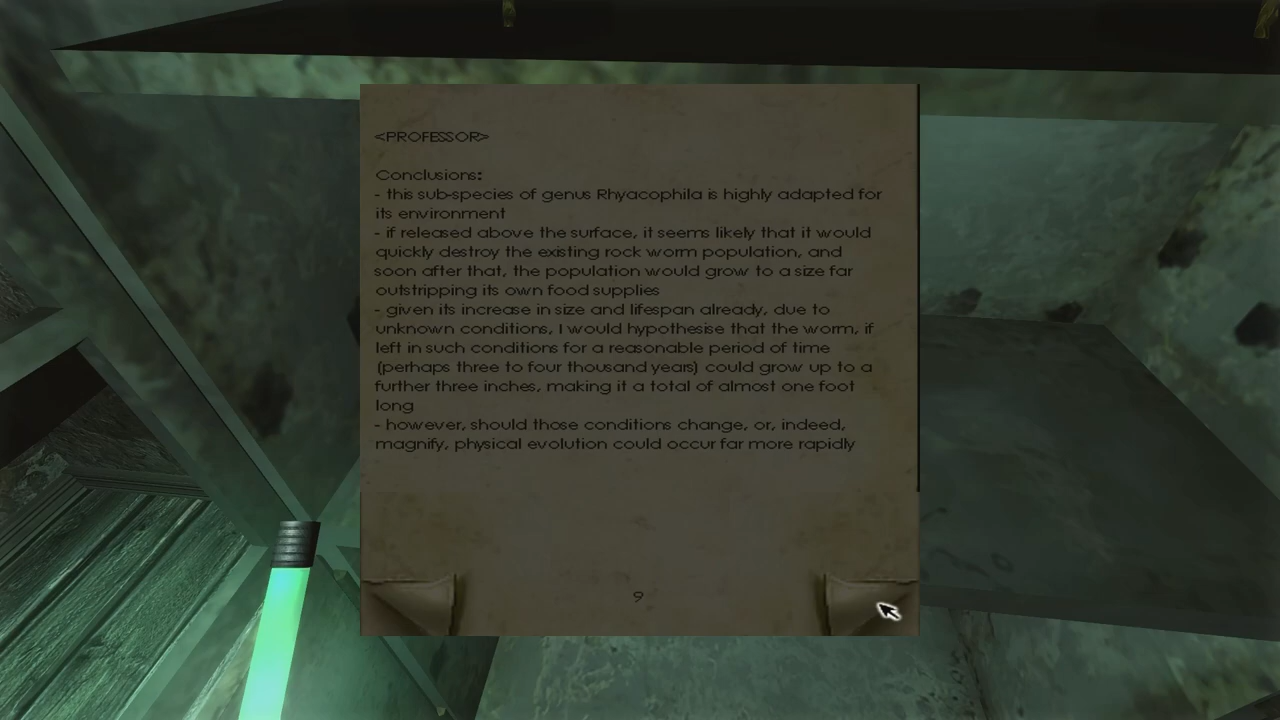 <PROFESSOR>
Conclusions:
- this sub-species of genus Rhyacophila is highly adapted for
its environment
- if released above the surface, it seems likely that it would
quickly destroy the existing rock worm population, and
soon after that, the population would grow to a size far
outstripping its own food supplies
- given its increase in size and lifespan already, due to
unknown conditions, I would hypothesise that the worm, if
left in such conditions for a reasonable period of time
(perhaps three to four thousand years) could grow up to a
further three inches, making it a total of almost one foot
long
- however, should those conditions change, or, indeed,
magnify, physical evolution could occur far more rapidly
9